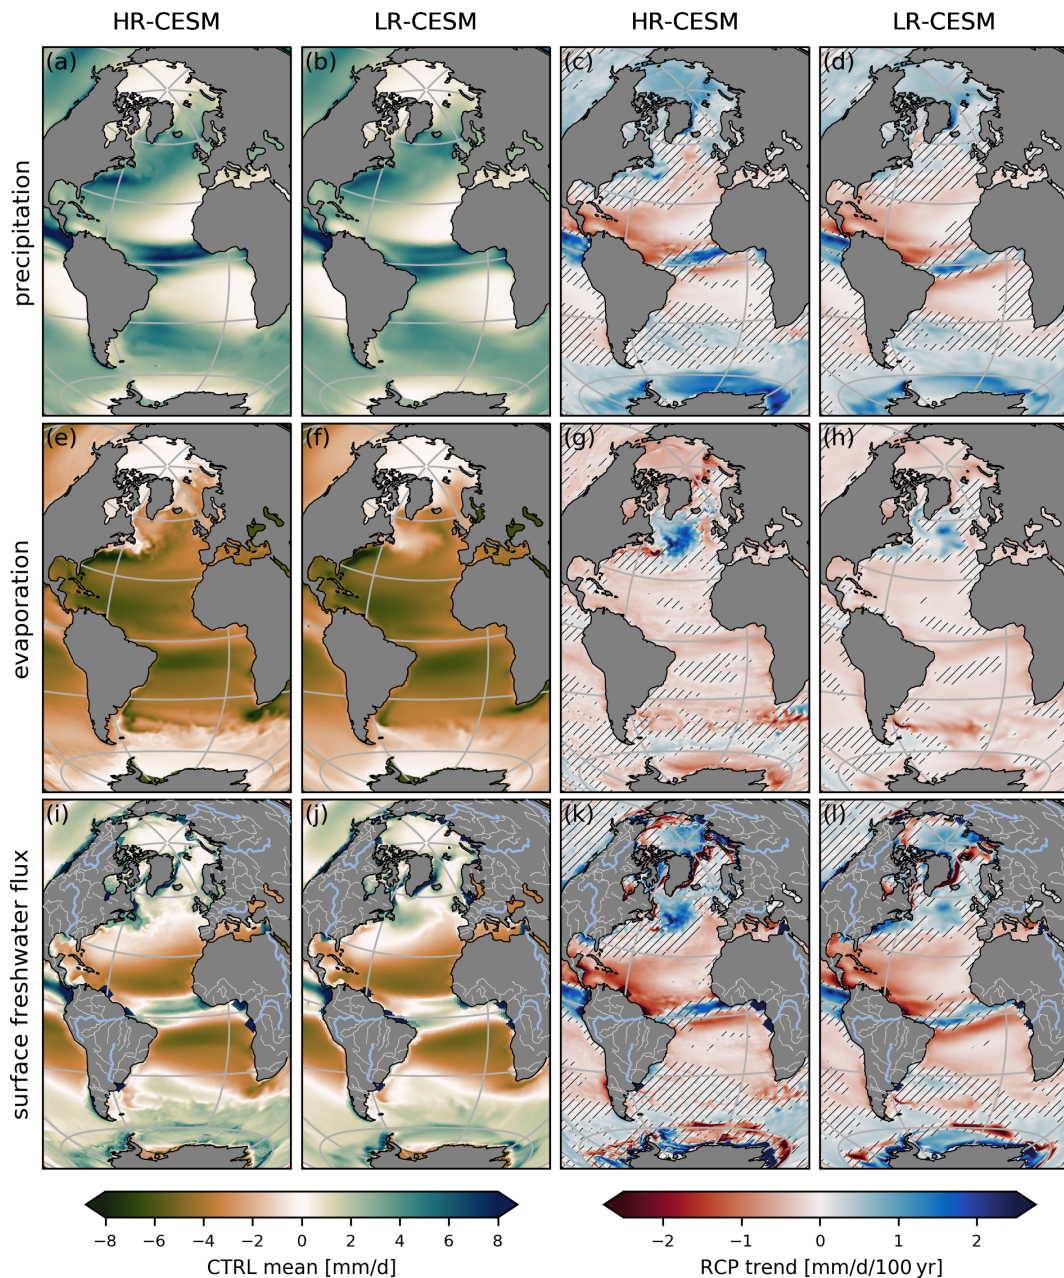 HR-CESM LR-CESM HR-CESM LR-CESM
precipitation
(a) (b) (c) (d)
evaporation
(e) (f) (g) (h)
surface freshwater flux
(i) (j) (k) (l)
−8 −6 −4 −2 0 2 4 6 8
CTRL mean [mm/d]
−2 −1 0 1 2
RCP trend [mm/d/100 yr]